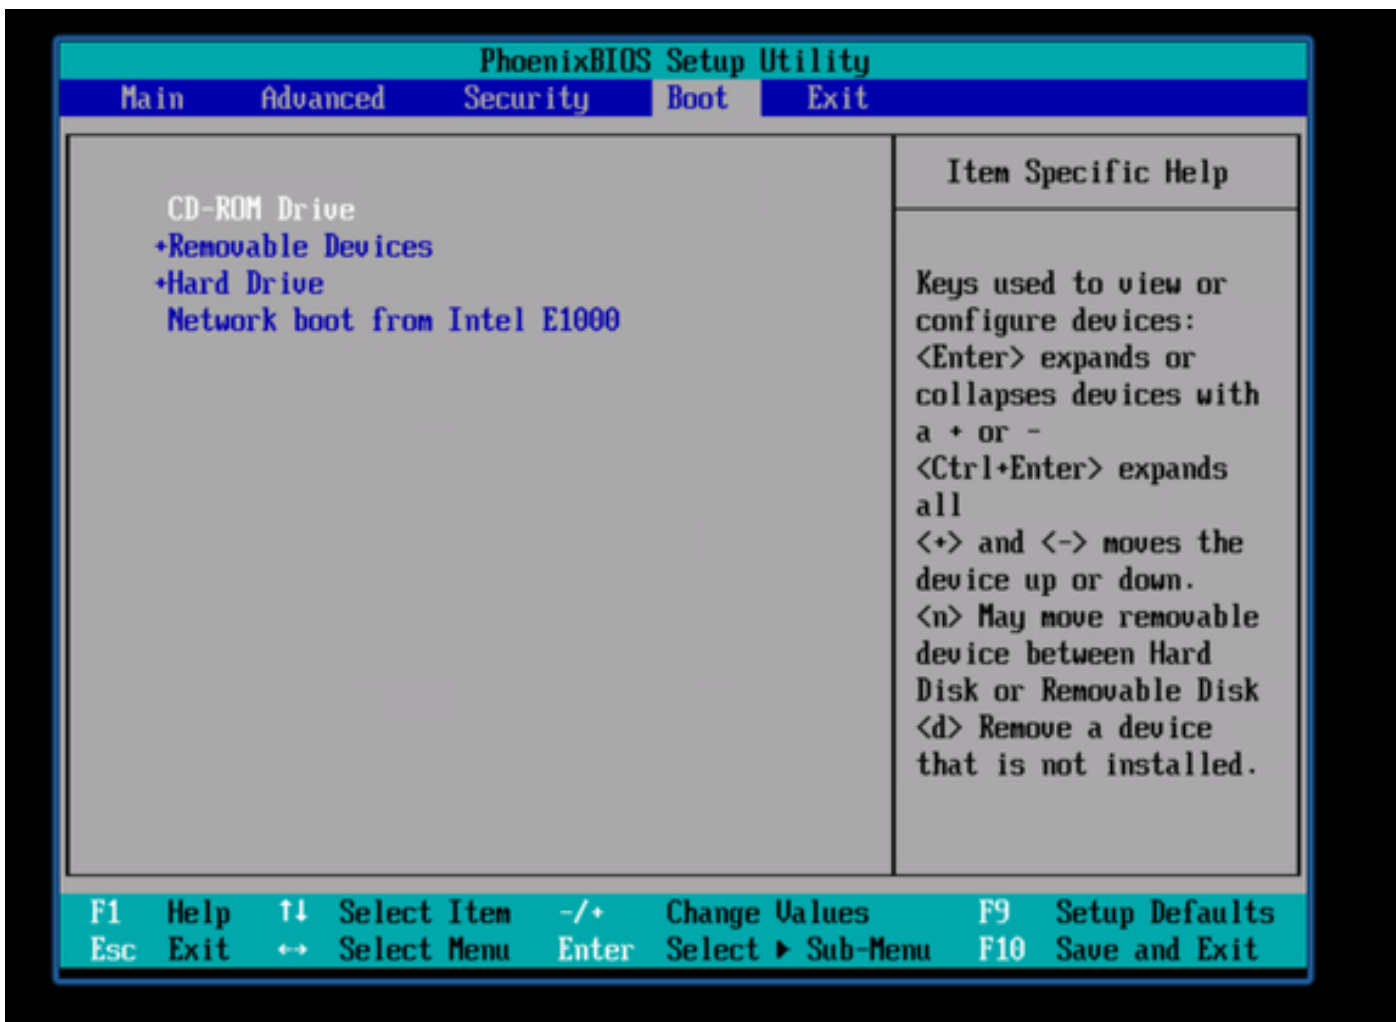 PhoenixBIOS Setup Utility
Main Advanced Security Boot Exit
CD-ROM Drive
+Removable Devices
+Hard Drive
Network boot from Intel E1000
Item Specific Help
Keys used to view or
configure devices:
<Enter> expands or
collapses devices with
a + or -
<Ctrl+Enter> expands
all
<+> and <-> moves the
device up or down.
<n> May move removable
device between Hard
Disk or Removable Disk
<d> Remove a device
that is not installed.
F1 Help ↑↓ Select Item -/+ Change Values F9 Setup Defaults
Esc Exit ↔ Select Menu Enter Select ▶ Sub-Menu F10 Save and Exit